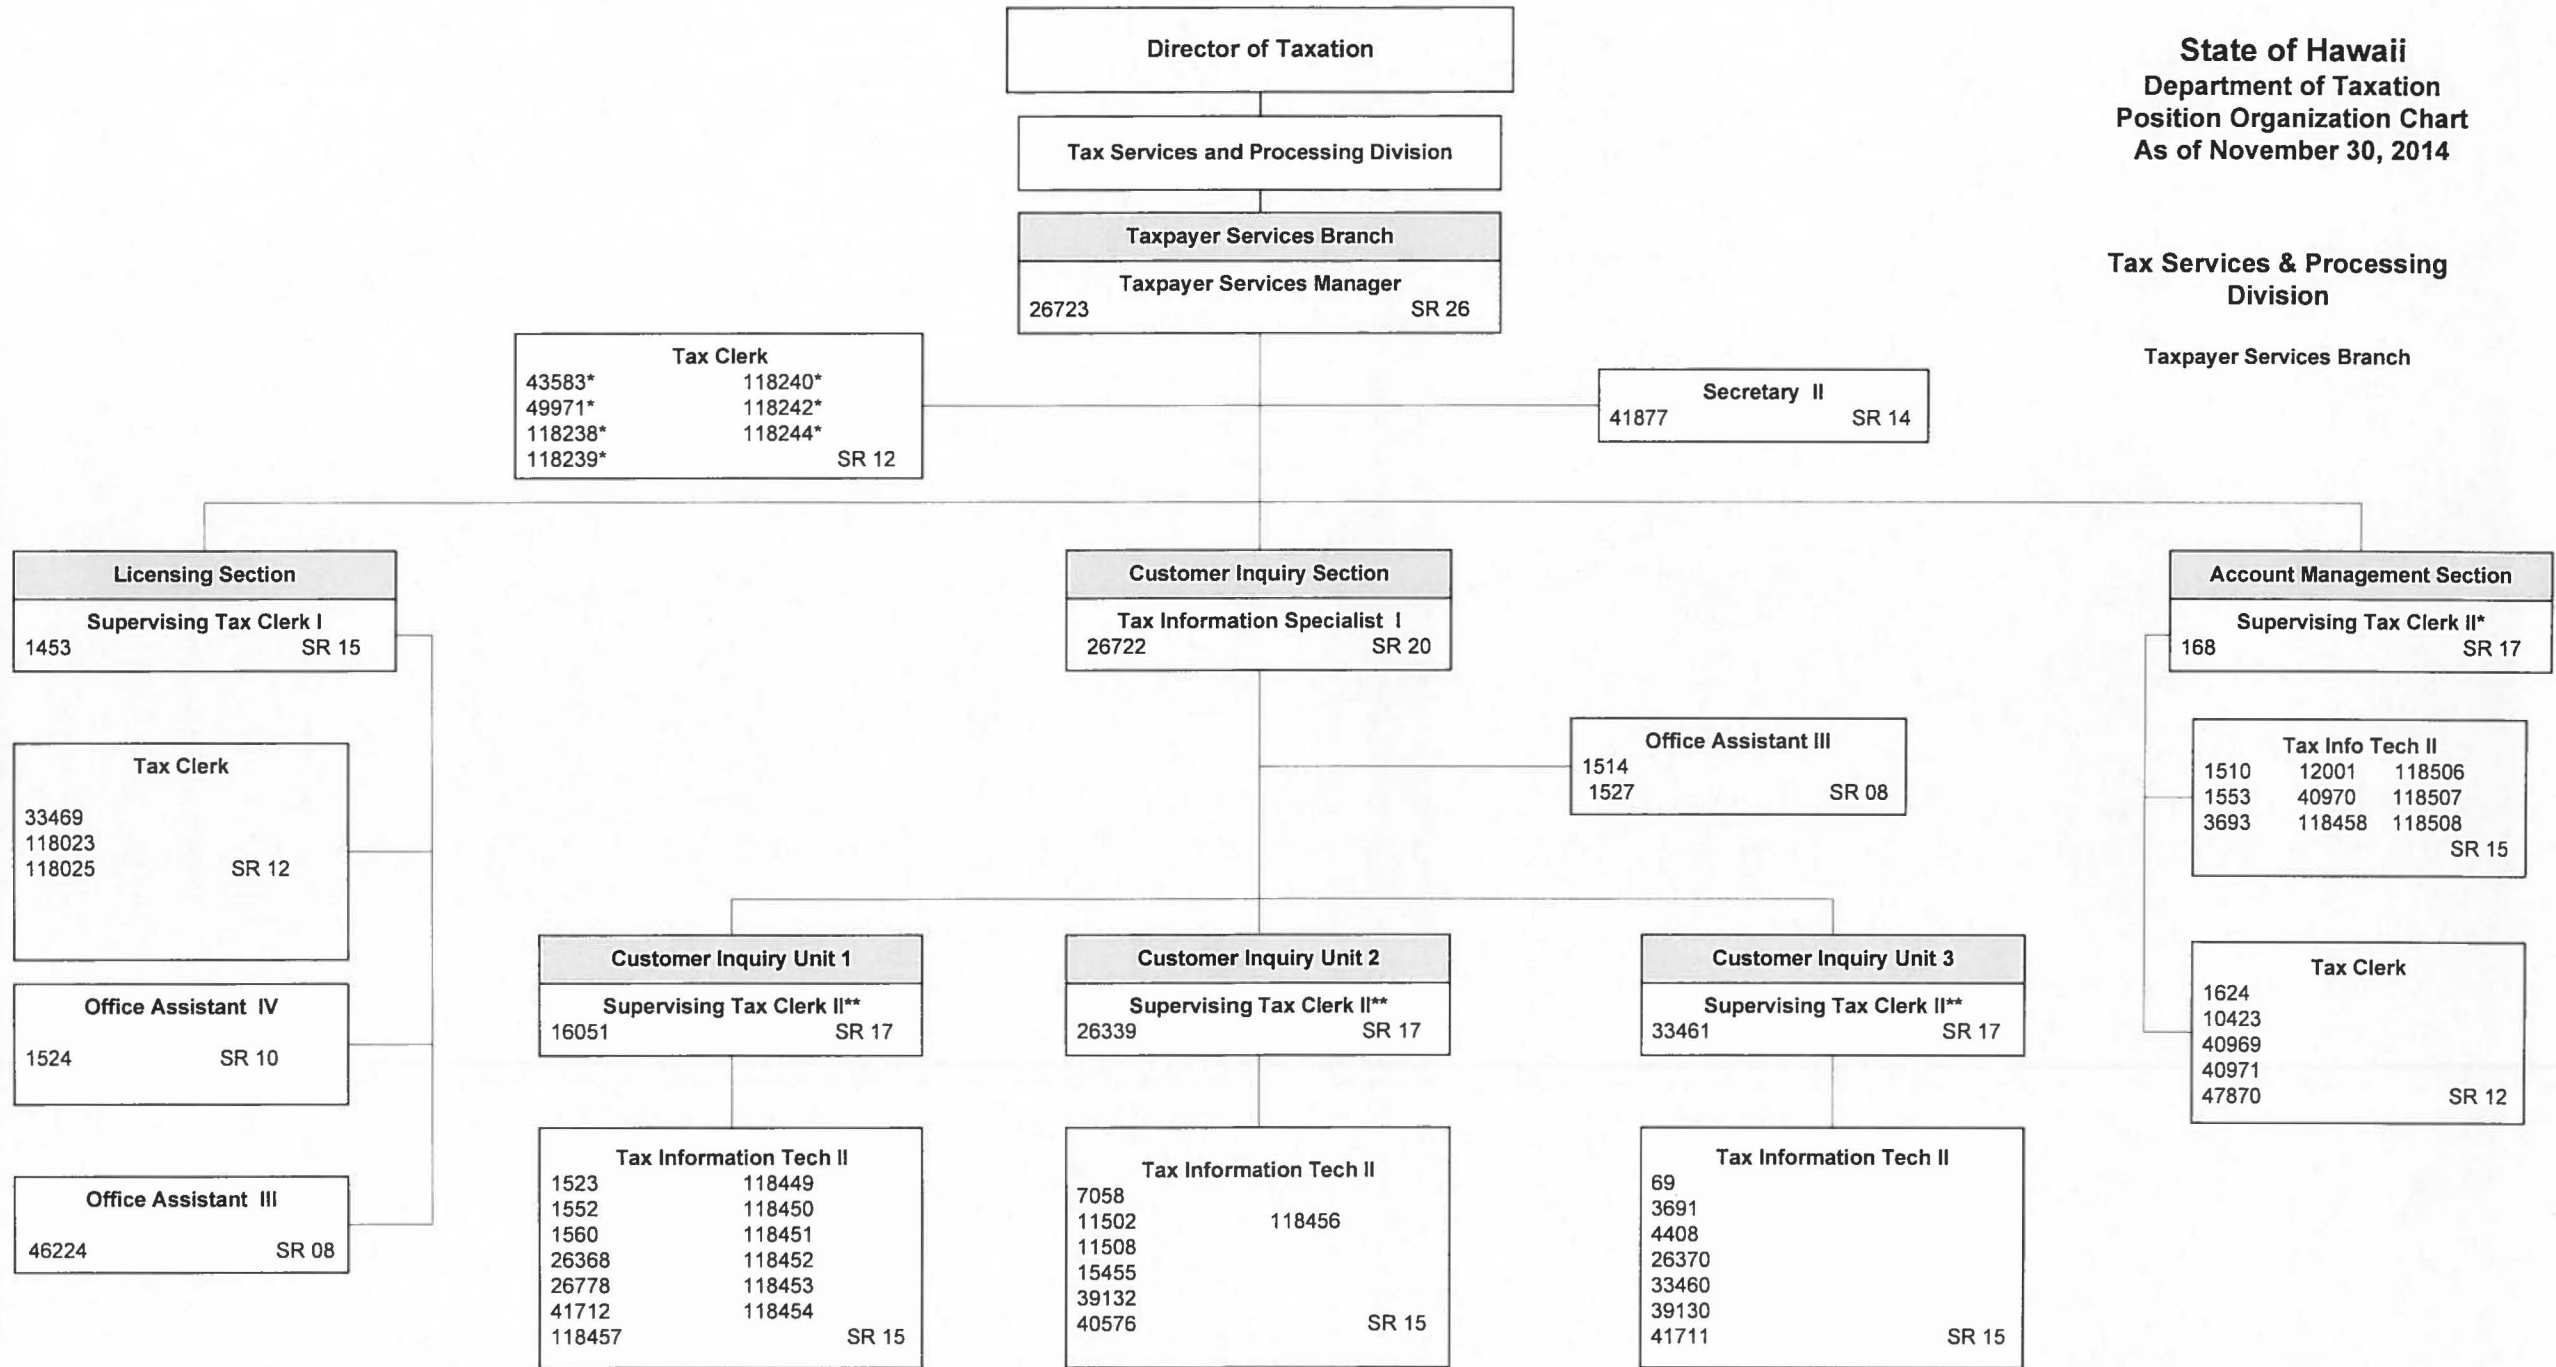 Director of Taxation
State of Hawaii
Department of Taxation
Position Organization Chart
As of November 30, 2014
Tax Services & Processing
Division
Taxpayer Services Branch
Tax Services and Processing Division
Taxpayer Services Branch
Taxpayer Services Manager
26723 SR 26
Tax Clerk
43583* 118240*
49971* 118242*
118238* 118244*
118239* SR 12
Secretary II
41877 SR 14
Licensing Section
Supervising Tax Clerk I
1453 SR 15
Tax Clerk
33469
118023
118025 SR 12
Office Assistant IV
1524 SR 10
Office Assistant III
46224 SR 08
Customer Inquiry Section
Tax Information Specialist I
26722 SR 20
Office Assistant III
1514
1527 SR 08
Customer Inquiry Unit 1
Supervising Tax Clerk II**
16051 SR 17
Tax Information Tech II
1523 118449
1552 118450
1560 118451
26368 118452
26778 118453
41712 118454
118457 SR 15
Customer Inquiry Unit 2
Supervising Tax Clerk II**
26339 SR 17
Tax Information Tech II
7058
11502 118456
11508
15455
39132
40576 SR 15
Customer Inquiry Unit 3
Supervising Tax Clerk II**
33461 SR 17
Tax Information Tech II
69
3691
4408
26370
33460
39130
41711 SR 15
Account Management Section
Supervising Tax Clerk II*
168 SR 17
Tax Info Tech II
1510 12001 118506
1553 40970 118507
3693 118458 118508
SR 15
Tax Clerk
1624
10423
40969
40971
47870 SR 12